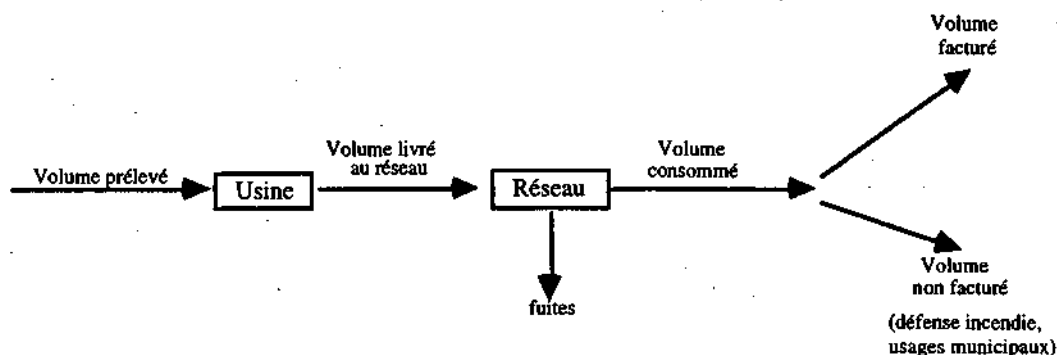 Volume
facturé
Volume prélevé
Usine
Volume livré
au réseau
Réseau
Volume
consommé
fuites
Volume
non facturé
(défense incendie,
usages municipaux)